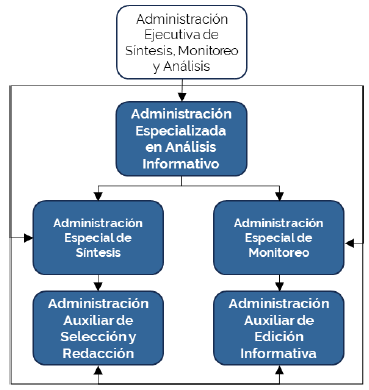 Administración
Ejecutiva de
Síntesis, Monitoreo
y Análisis
Administración
Especializada
en Análisis
Informativo
Administración
Especial de
Síntesis
Administración
Especial de
Monitoreo
Administración
Auxiliar de
Selección y
Redacción
Administración
Auxiliar de
Edición
Informativa